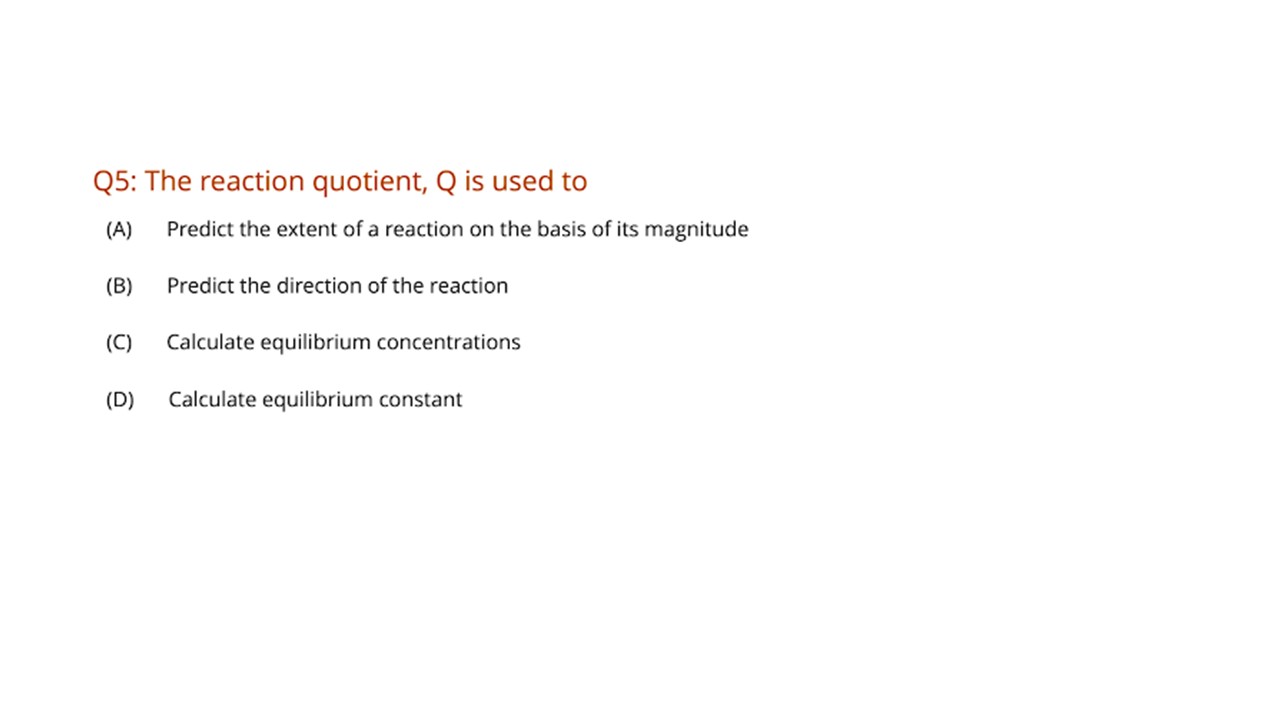 Q5: The reaction quotient, Q is used to
(A) Predict the extent of a reaction on the basis of its magnitude
(B) Predict the direction of the reaction
(C) Calculate equilibrium concentrations
(D) Calculate equilibrium constant